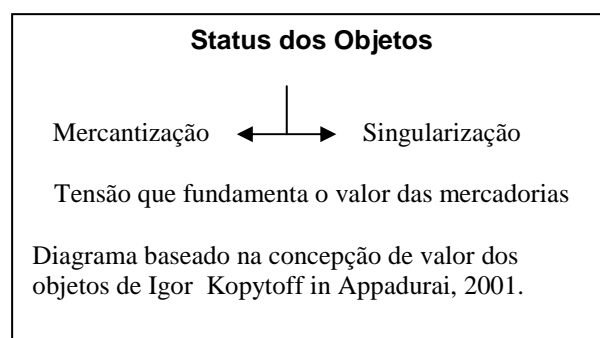 Status dos Objetos
Mercantização Singularização
Tensão que fundamenta o valor das mercadorias
Diagrama baseado na concepção de valor dos
objetos de Igor Kopytoff in Appadurai, 2001.